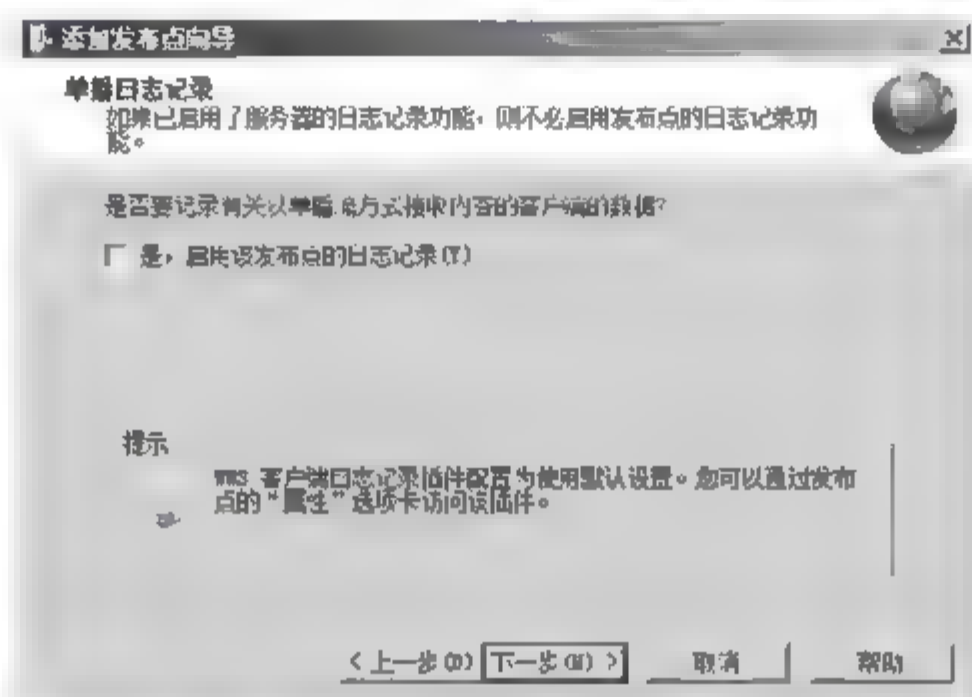 添加发布点向导
单播日志记录
如果已启用了服务器的日志记录功能,则不必启用发布点的日志记录功
能。
是否要记录有关以单播流方式接收内容的客户端的数据?
是,启用该发布点的日志记录(Y)
提示
WMS 客户端日志记录插件配置为使用默认设置。您可以通过发布
点的“属性”选项卡访问该插件。
<上一步(B) 下一步(N)> 取消 帮助